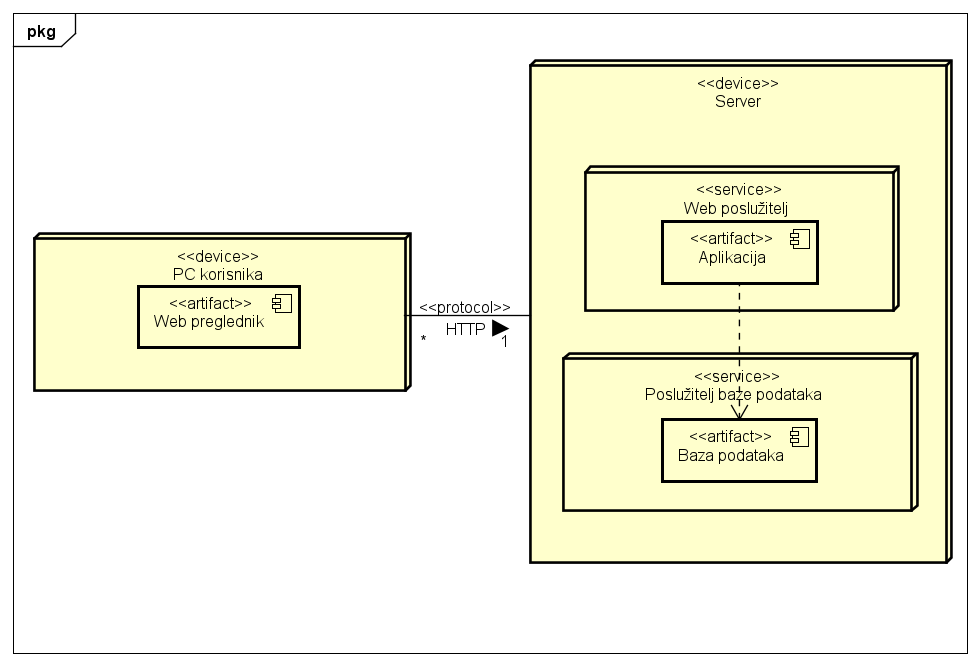 pkg
<<device>>
PC korisnika
<<artifact>>
Web preglednik
<<protocol>>
HTTP
*
1
<<device>>
Server
<<service>>
Web poslužitelj
<<artifact>>
Aplikacija
<<service>>
Poslužitelj baze podataka
<<artifact>>
Baza podataka